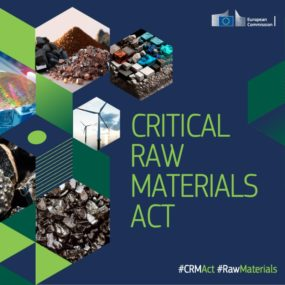 European
Commission
CRITICAL
RAW
MATERIALS
ACT
#CRMAct #RawMaterials